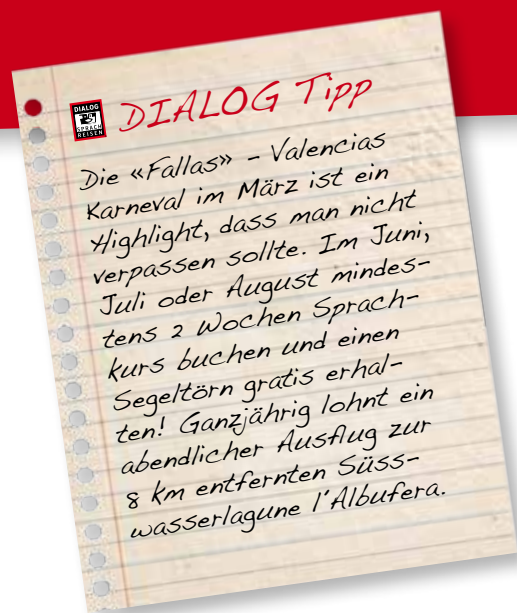 DIALOG
SPRACH
REISEN
DIALOG Tipp
Die «Fallas» – Valencias
Karneval im März ist ein
Highlight, dass man nicht
verpassen sollte. Im Juni,
Juli oder August mindes-
tens 2 Wochen Sprach-
kurs buchen und einen
Segeltörn gratis erhal-
ten! Ganzjährig lohnt ein
abendlicher Ausflug zur
8 km entfernten Süss-
wasserlagune l'Albufera.